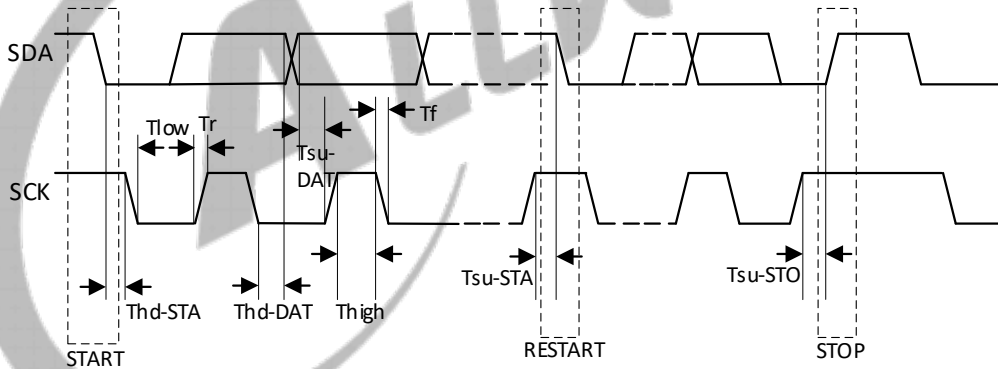 SDA
Tlow
Tr
Tsu-
DAT
Tf
SCK
Thd-STA
Thd-DAT
Thigh
Tsu-STA
Tsu-STO
START
RESTART
STOP